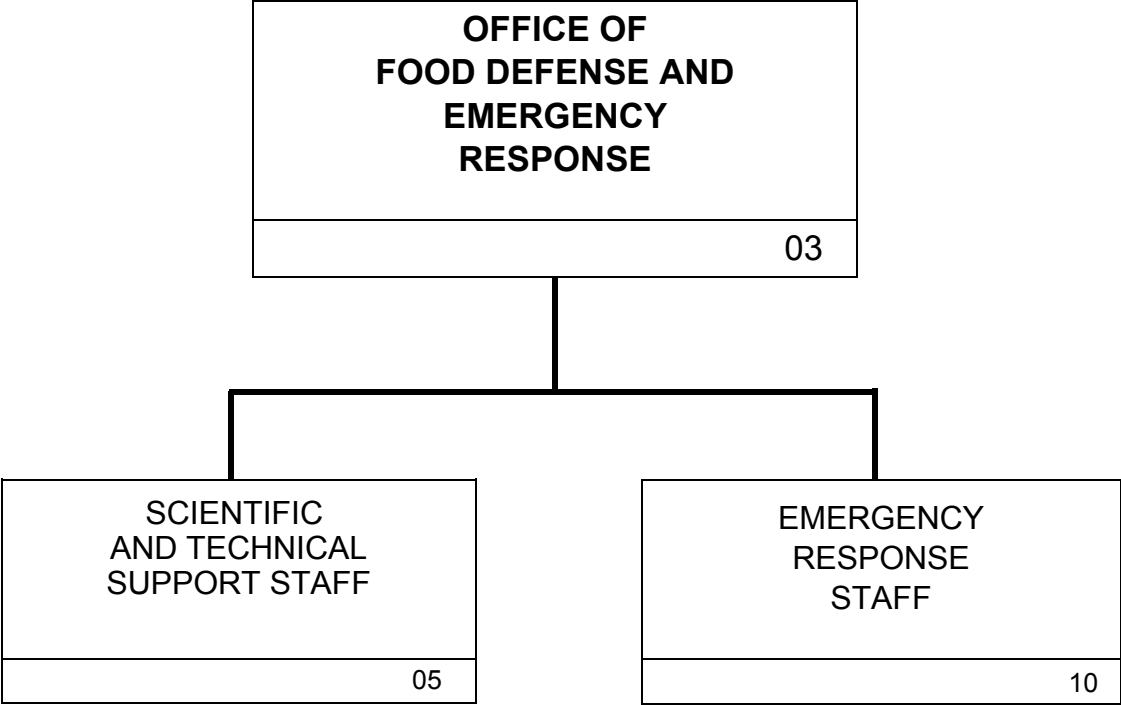 OFFICE OF
FOOD DEFENSE AND
EMERGENCY
RESPONSE
03
SCIENTIFIC
AND TECHNICAL
SUPPORT STAFF
05
EMERGENCY
RESPONSE
STAFF
10